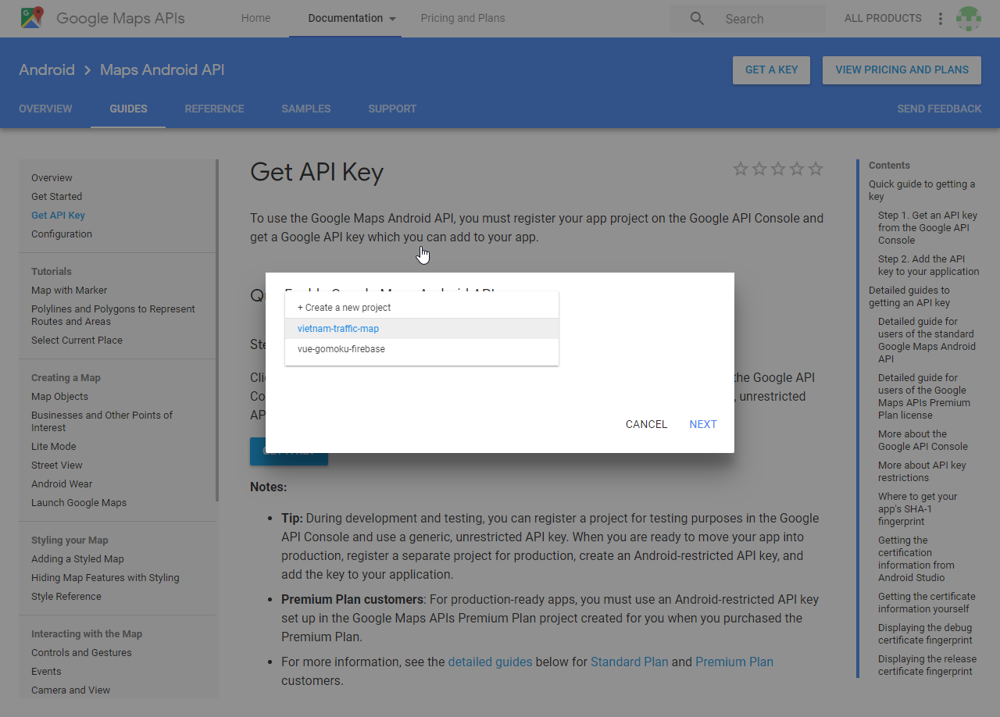 Google Maps APIs
Home
Documentation
Pricing and Plans
Search
ALL PRODUCTS
Android > Maps Android API
GET A KEY
VIEW PRICING AND PLANS
OVERVIEW
GUIDES
REFERENCE
SAMPLES
SUPPORT
SEND FEEDBACK
Overview
Get Started
Get API Key
Configuration
Tutorials
Map with Marker
Polylines and Polygons to Represent
Routes and Areas
Select Current Place
Creating a Map
Map Objects
Businesses and Other Points of
Interest
Lite Mode
Street View
Android Wear
Launch Google Maps
Styling your Map
Adding a Styled Map
Hiding Map Features with Styling
Style Reference
Interacting with the Map
Controls and Gestures
Events
Camera and View
Get API Key
To use the Google Maps Android API, you must register your app project on the Google API Console and
get a Google API key which you can add to your app.
Enable Google Maps Android API
+ Create a new project
vietnam-traffic-map
vue-gomoku-firebase
the Google API
unrestricted
CANCEL
NEXT
Notes:
Tip: During development and testing, you can register a project for testing purposes in the Google
API Console and use a generic, unrestricted API key. When you are ready to move your app into
production, register a separate project for production, create an Android-restricted API key, and
add the key to your application.
Premium Plan customers: For production-ready apps, you must use an Android-restricted API key
set up in the Google Maps APIs Premium Plan project created for you when you purchased the
Premium Plan.
For more information, see the detailed guides below for Standard Plan and Premium Plan
customers.
Contents
Quick guide to getting a
key
Step 1. Get an API key
from the Google API
Console
Step 2. Add the API
key to your application
Detailed guides to
getting an API key
Detailed guide for
users of the standard
Google Maps Android
API
Detailed guide for
users of the Google
Maps APIs Premium
Plan license
More about the
Google API Console
More about API key
restrictions
Where to get your
app's SHA-1
fingerprint
Getting the
certification
information from
Android Studio
Getting the certificate
information yourself
Displaying the debug
certificate fingerprint
Displaying the release
certificate fingerprint